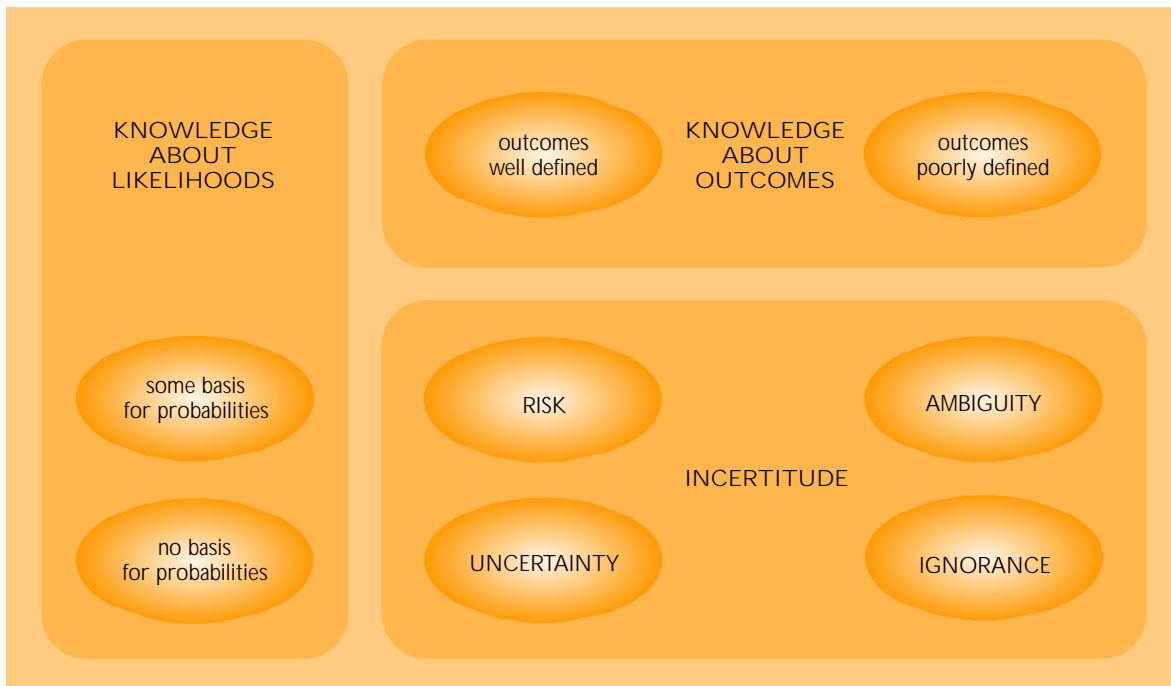 KNOWLEDGE
ABOUT
LIKELIHOODS
outcomes
well defined
KNOWLEDGE
ABOUT
OUTCOMES
outcomes
poorly defined
some basis
for probabilities
RISK
AMBIGUITY
INCERTITUDE
no basis
for probabilities
UNCERTAINTY
IGNORANCE